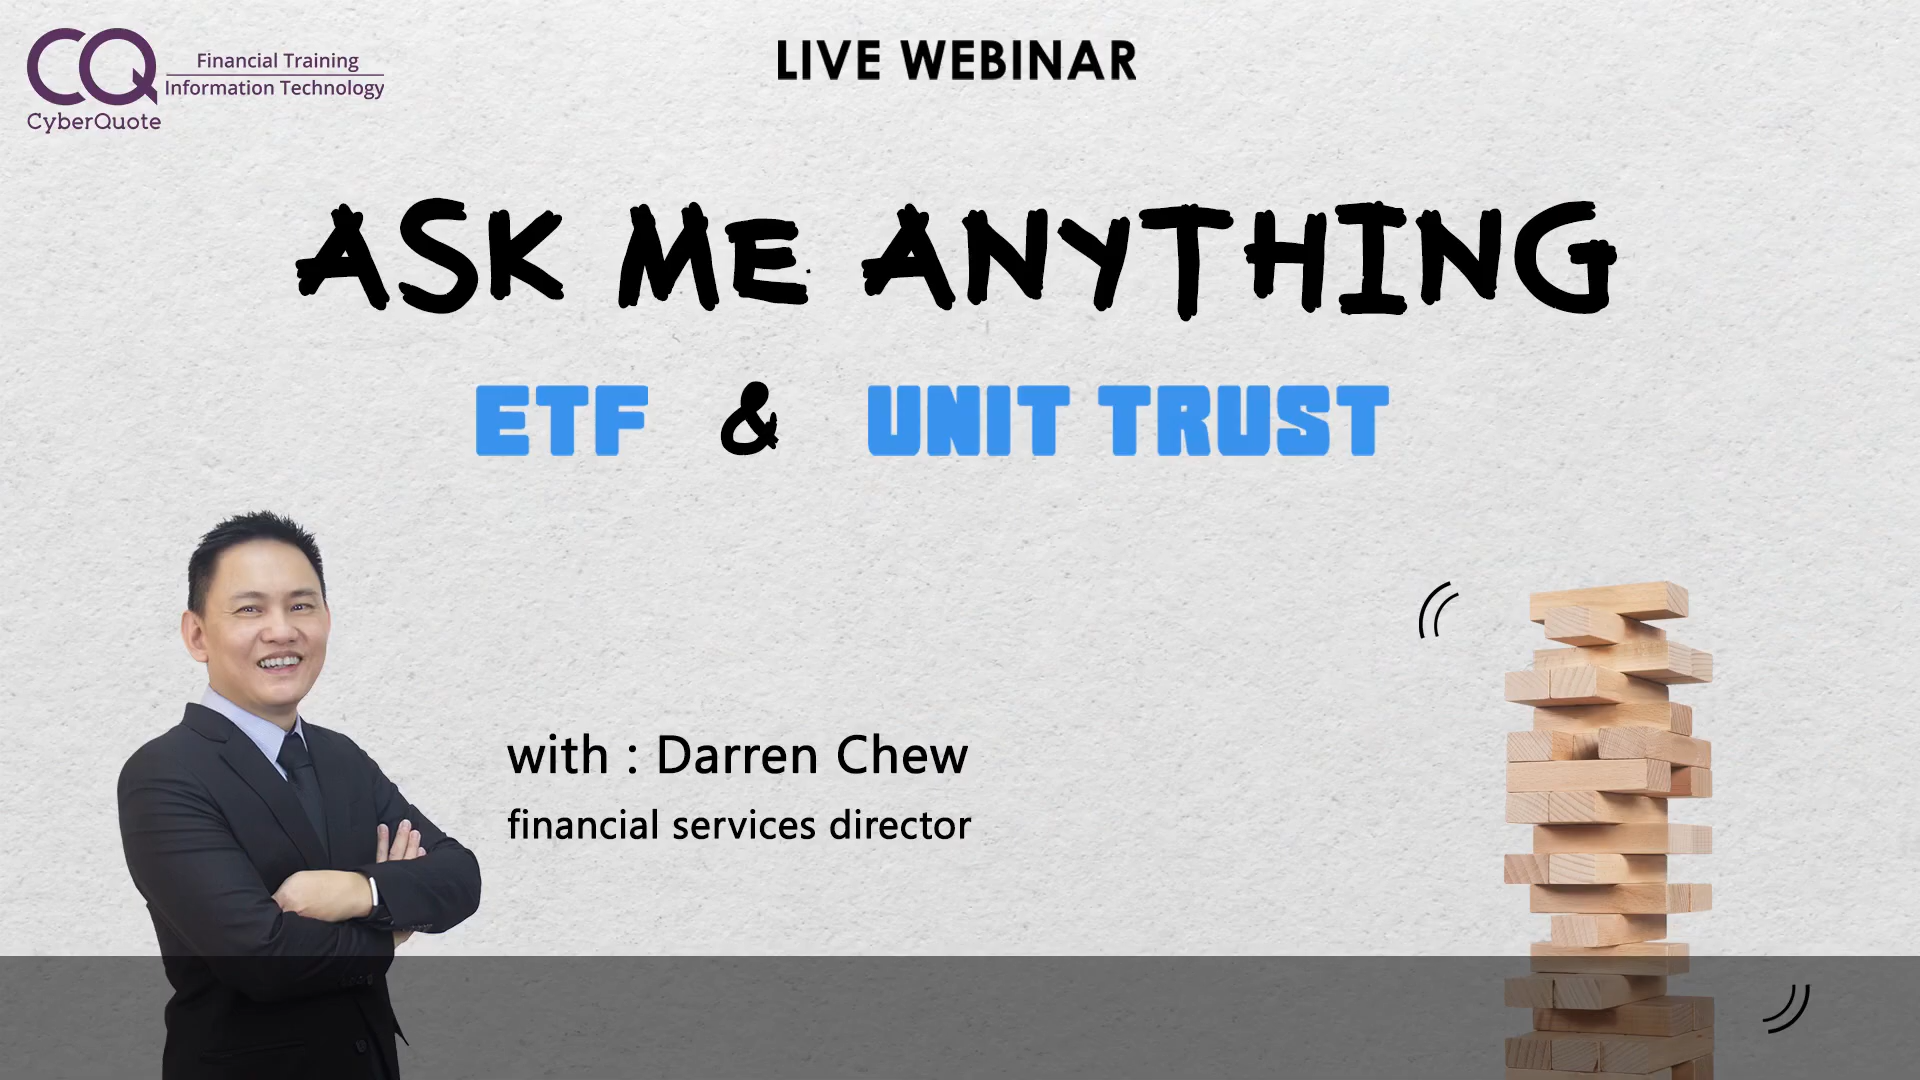 CQ
Financial Training
Information Technology
CyberQuote
LIVE WEBINAR
ASK ME ANYTHING
ETF & UNIT TRUST
with : Darren Chew
financial services director